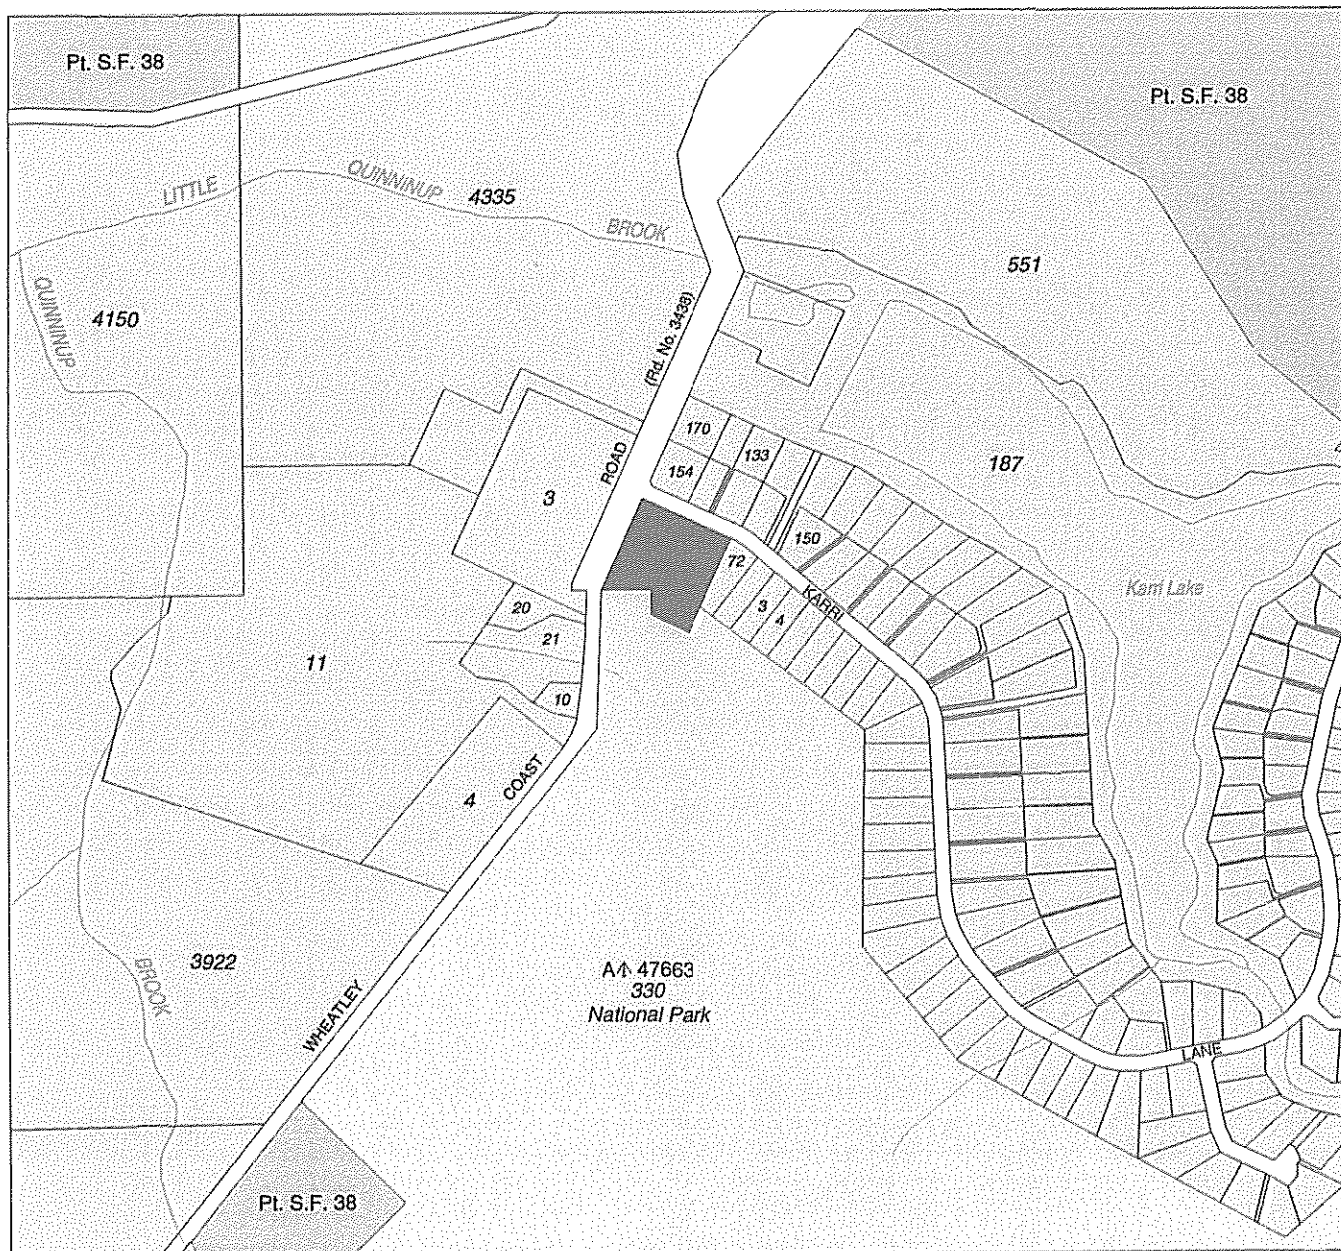 Pt. S.F. 38
Pt. S.F. 38
LITTLE QUINNINUP BROOK
4335
551
QUINNINUP
4150
(Rd. No. 3438)
170
133
154
187
ROAD
3
150
72
KARRI
3
4
Karri Lake
20
21
11
10
COAST
4
3922
A 47663
330
National Park
BROOK
WHEATLEY
LANE
Pt. S.F. 38